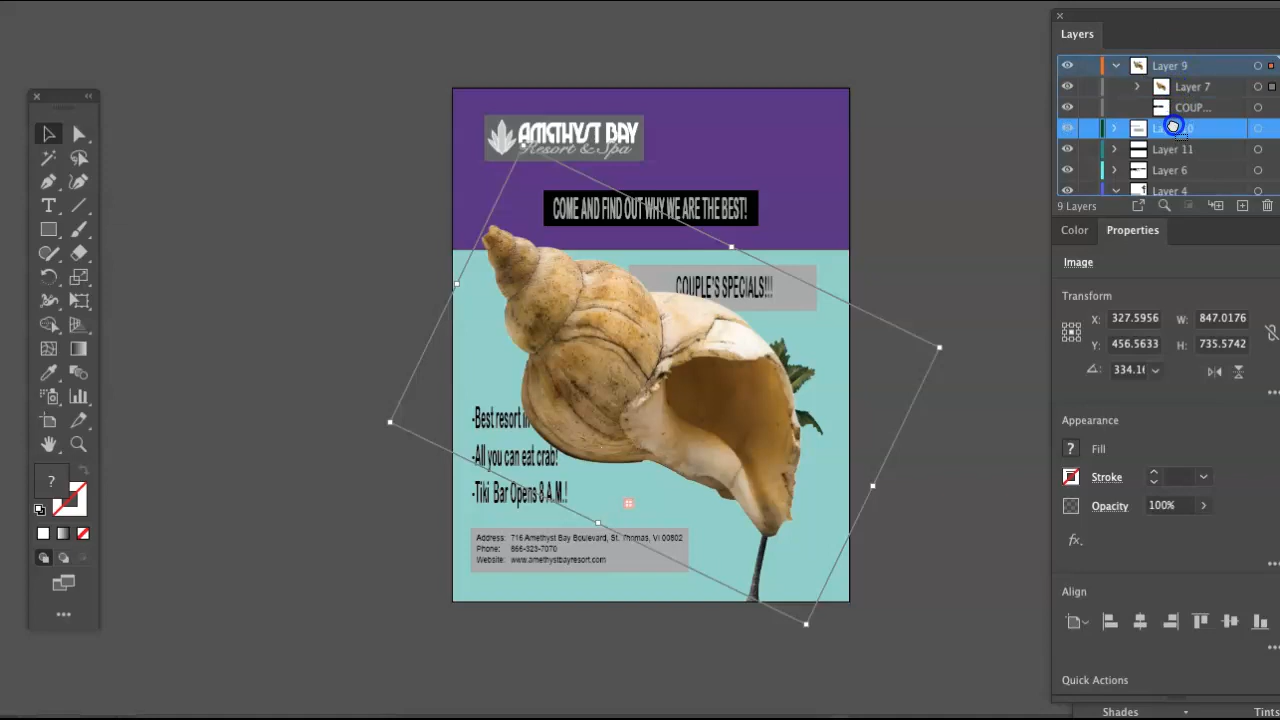 Layers
Layer 9
Layer 7
COUP...
Layer 11
Layer 6
Layer 4
9 Layers
Color
Properties
Image
Transform
X: 327.5956 W: 847.0176
Y: 456.5633 H: 735.5742
334.16
Appearance
? Fill
Stroke
Opacity 100%
fx.
Align
Quick Actions
Shades
Tints
T
?
AMETHYST BAY
Resort & Spa
COME AND FIND OUT WHY WE ARE THE BEST!
COUPLE'S SPECIALS!!!
-Best resort in
-All you can eat crab!
-Tiki Bar Opens 8 A.M.!
Address: 716 Amethyst Bay Boulevard, St. Thomas, VI 00802
Phone: 866-323-7070
Website: www.amethystbayresort.com